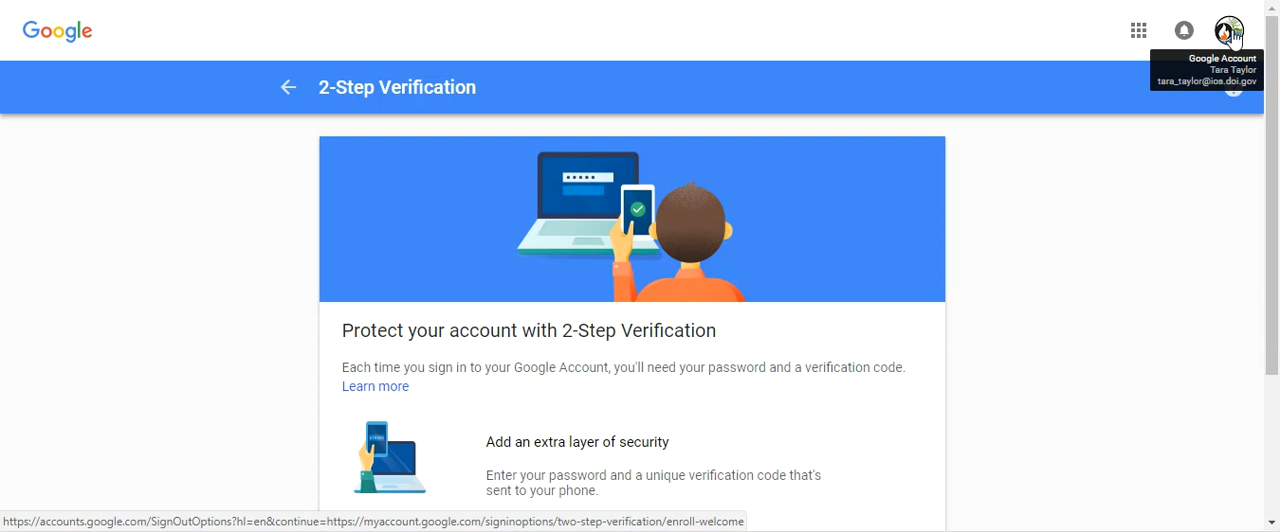 Google
Google Account
Tara Taylor
tara_taylor@ios.doi.gov
2-Step Verification
Protect your account with 2-Step Verification
Each time you sign in to your Google Account, you'll need your password and a verification code.
Learn more
Add an extra layer of security
Enter your password and a unique verification code that's
sent to your phone.
https://accounts.google.com/SignOutOptions?hl=en&continue=https://myaccount.google.com/signinoptions/two-step-verification/enroll-welcome